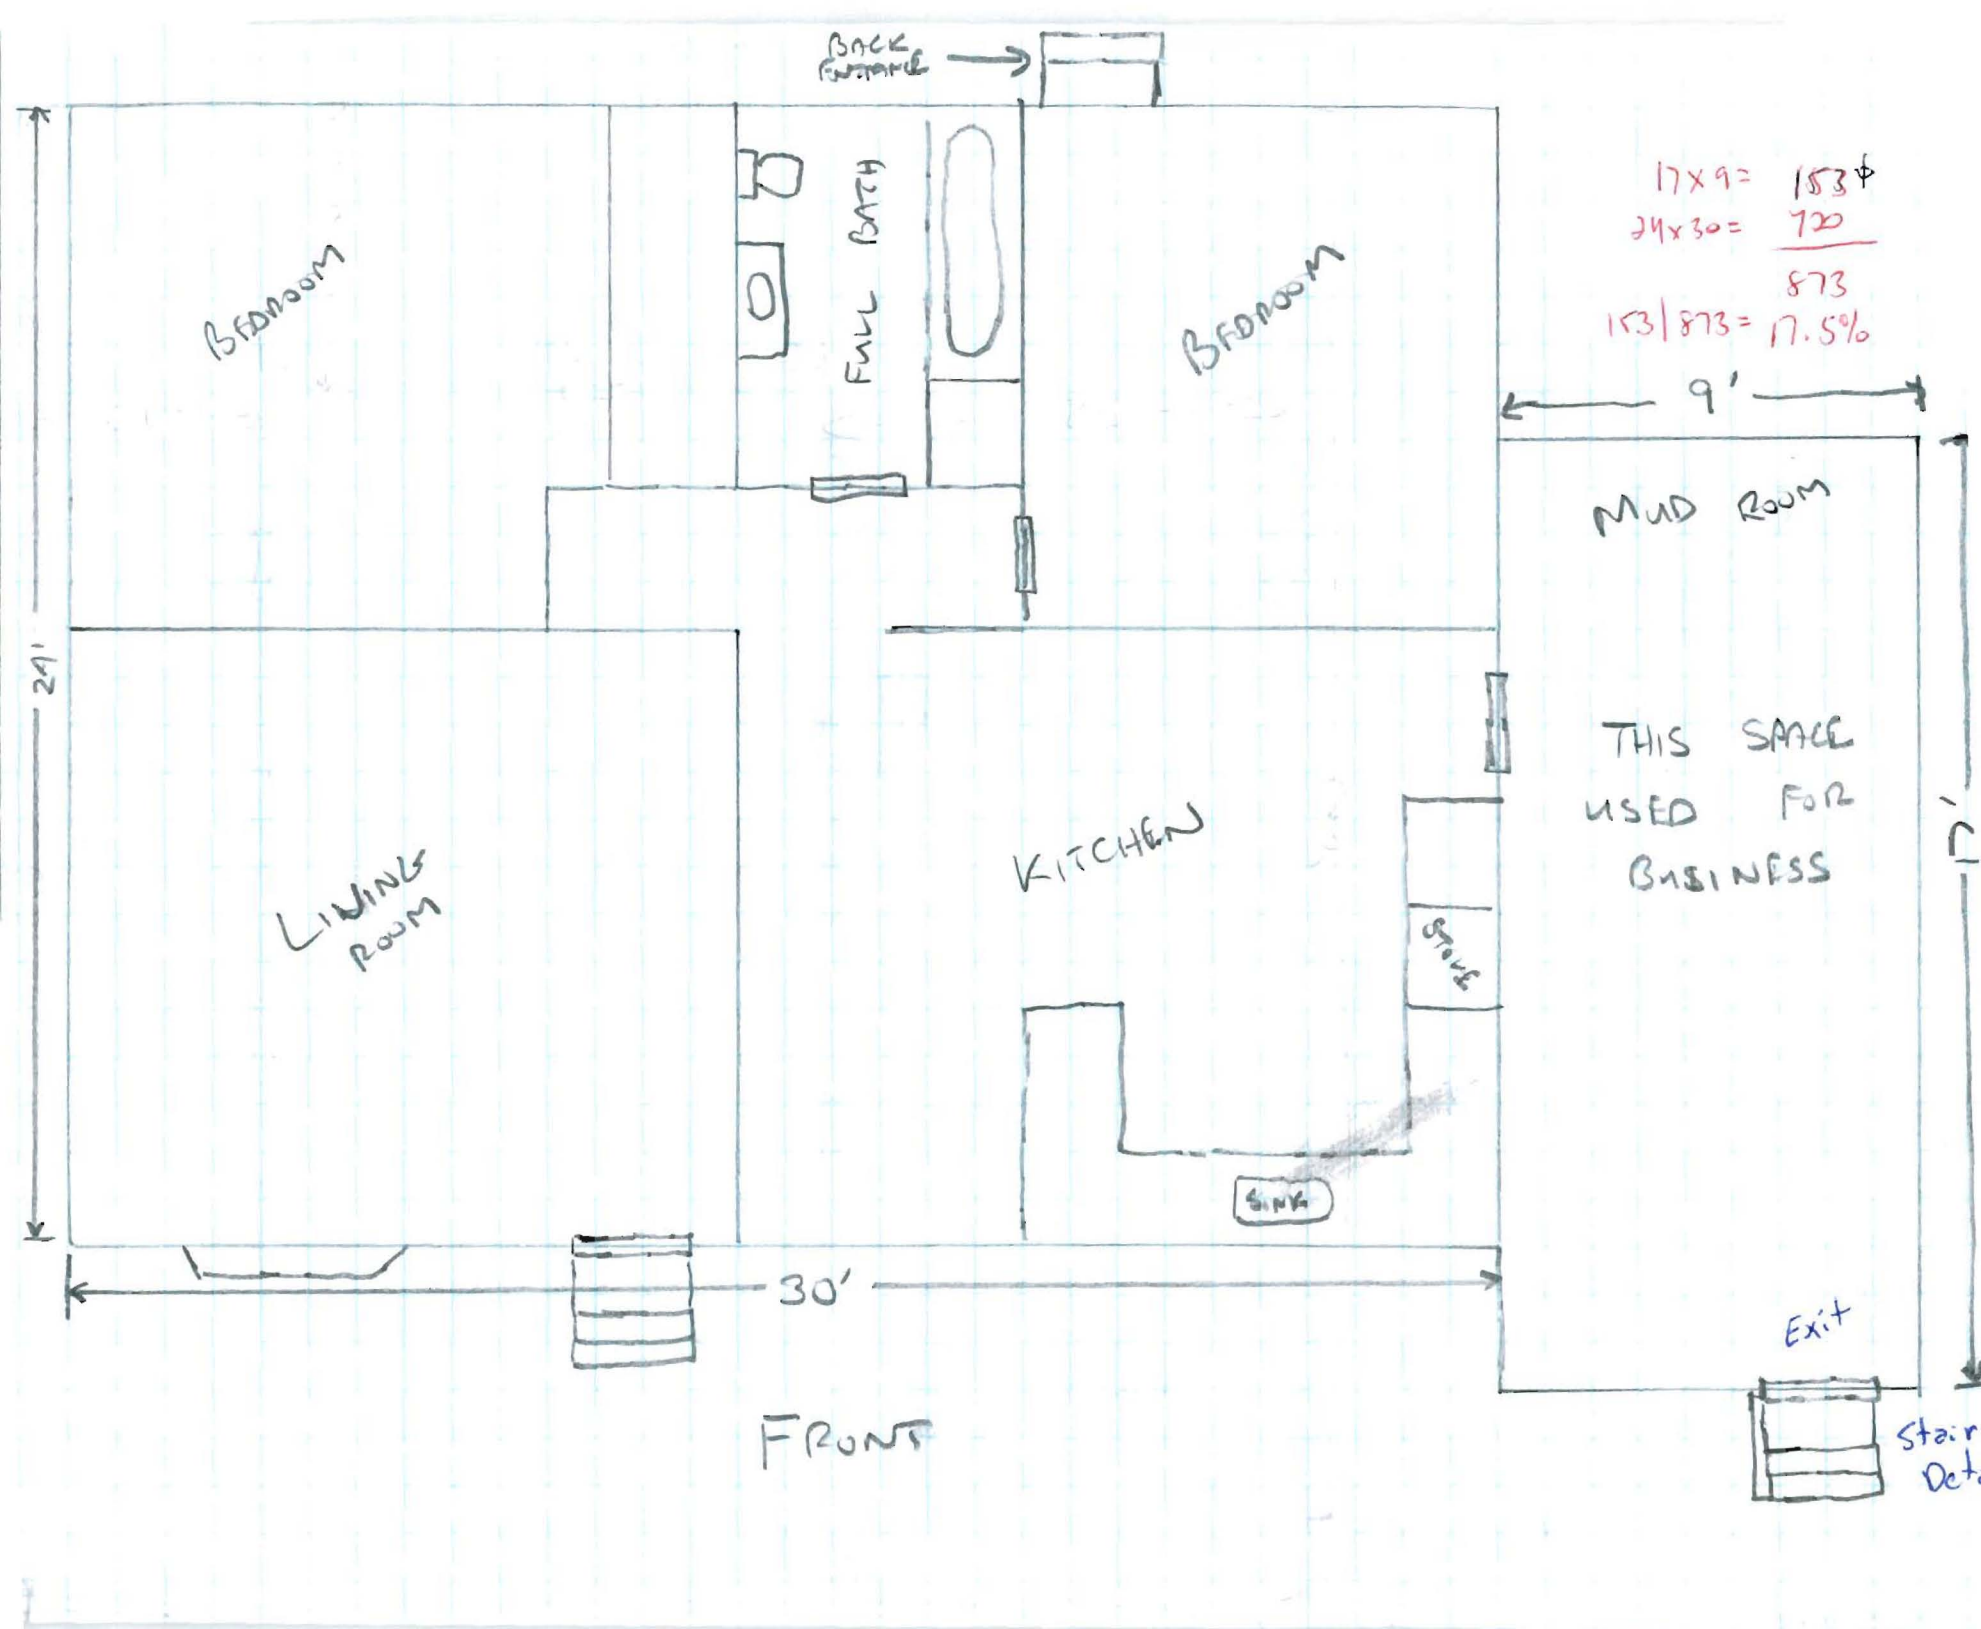 BACK
ENTRANCE
BEDROOM
FULL BATH
BEDROOM
17x9= 153⌀
24x30= 720
873
153/873= 17.5%
9'
MUD ROOM
24'
THIS SPACE
USED FOR
BUSINESS
17'
KITCHEN
LIVING
ROOM
STOVE
SINK
30'
Exit
FRONT
Stair